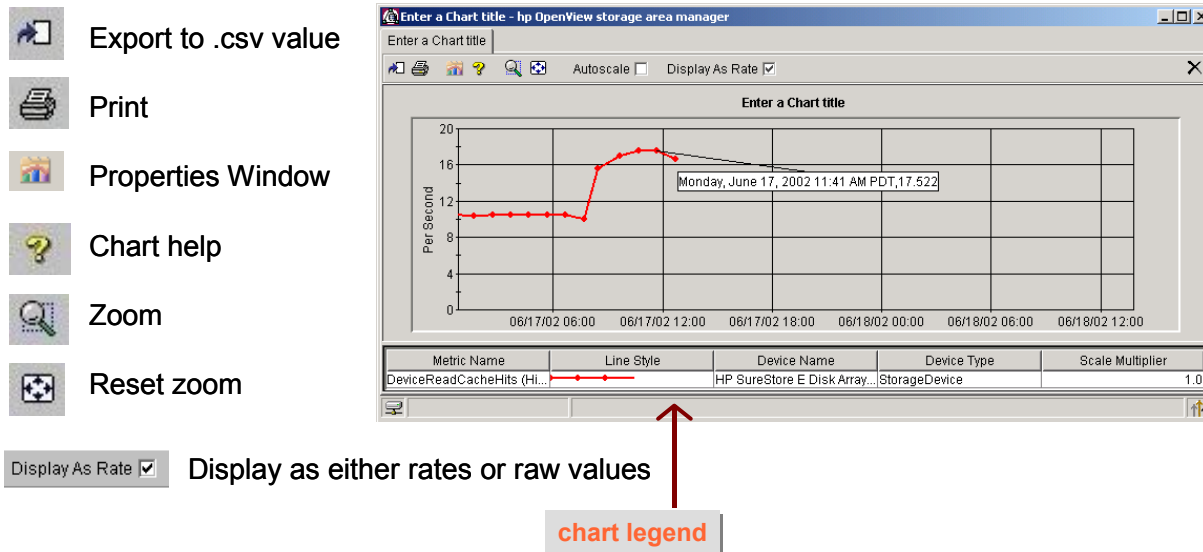 Export to .csv value
Print
Properties Window
Chart help
Zoom
Reset zoom
Display As Rate
Display as either rates or raw values
Enter a Chart title - hp OpenView storage area manager
Enter a Chart title
Autoscale
Display As Rate
Enter a Chart title
Per Second
20
16
12
8
4
0
Monday, June 17, 2002 11:41 AM PDT,17.522
06/17/02 06:00 06/17/02 12:00 06/17/02 18:00 06/18/02 00:00 06/18/02 06:00 06/18/02 12:00
Metric Name Line Style Device Name Device Type Scale Multiplier
DeviceReadCacheHits (Hi... HP SureStore E Disk Array... StorageDevice 1.0
chart legend